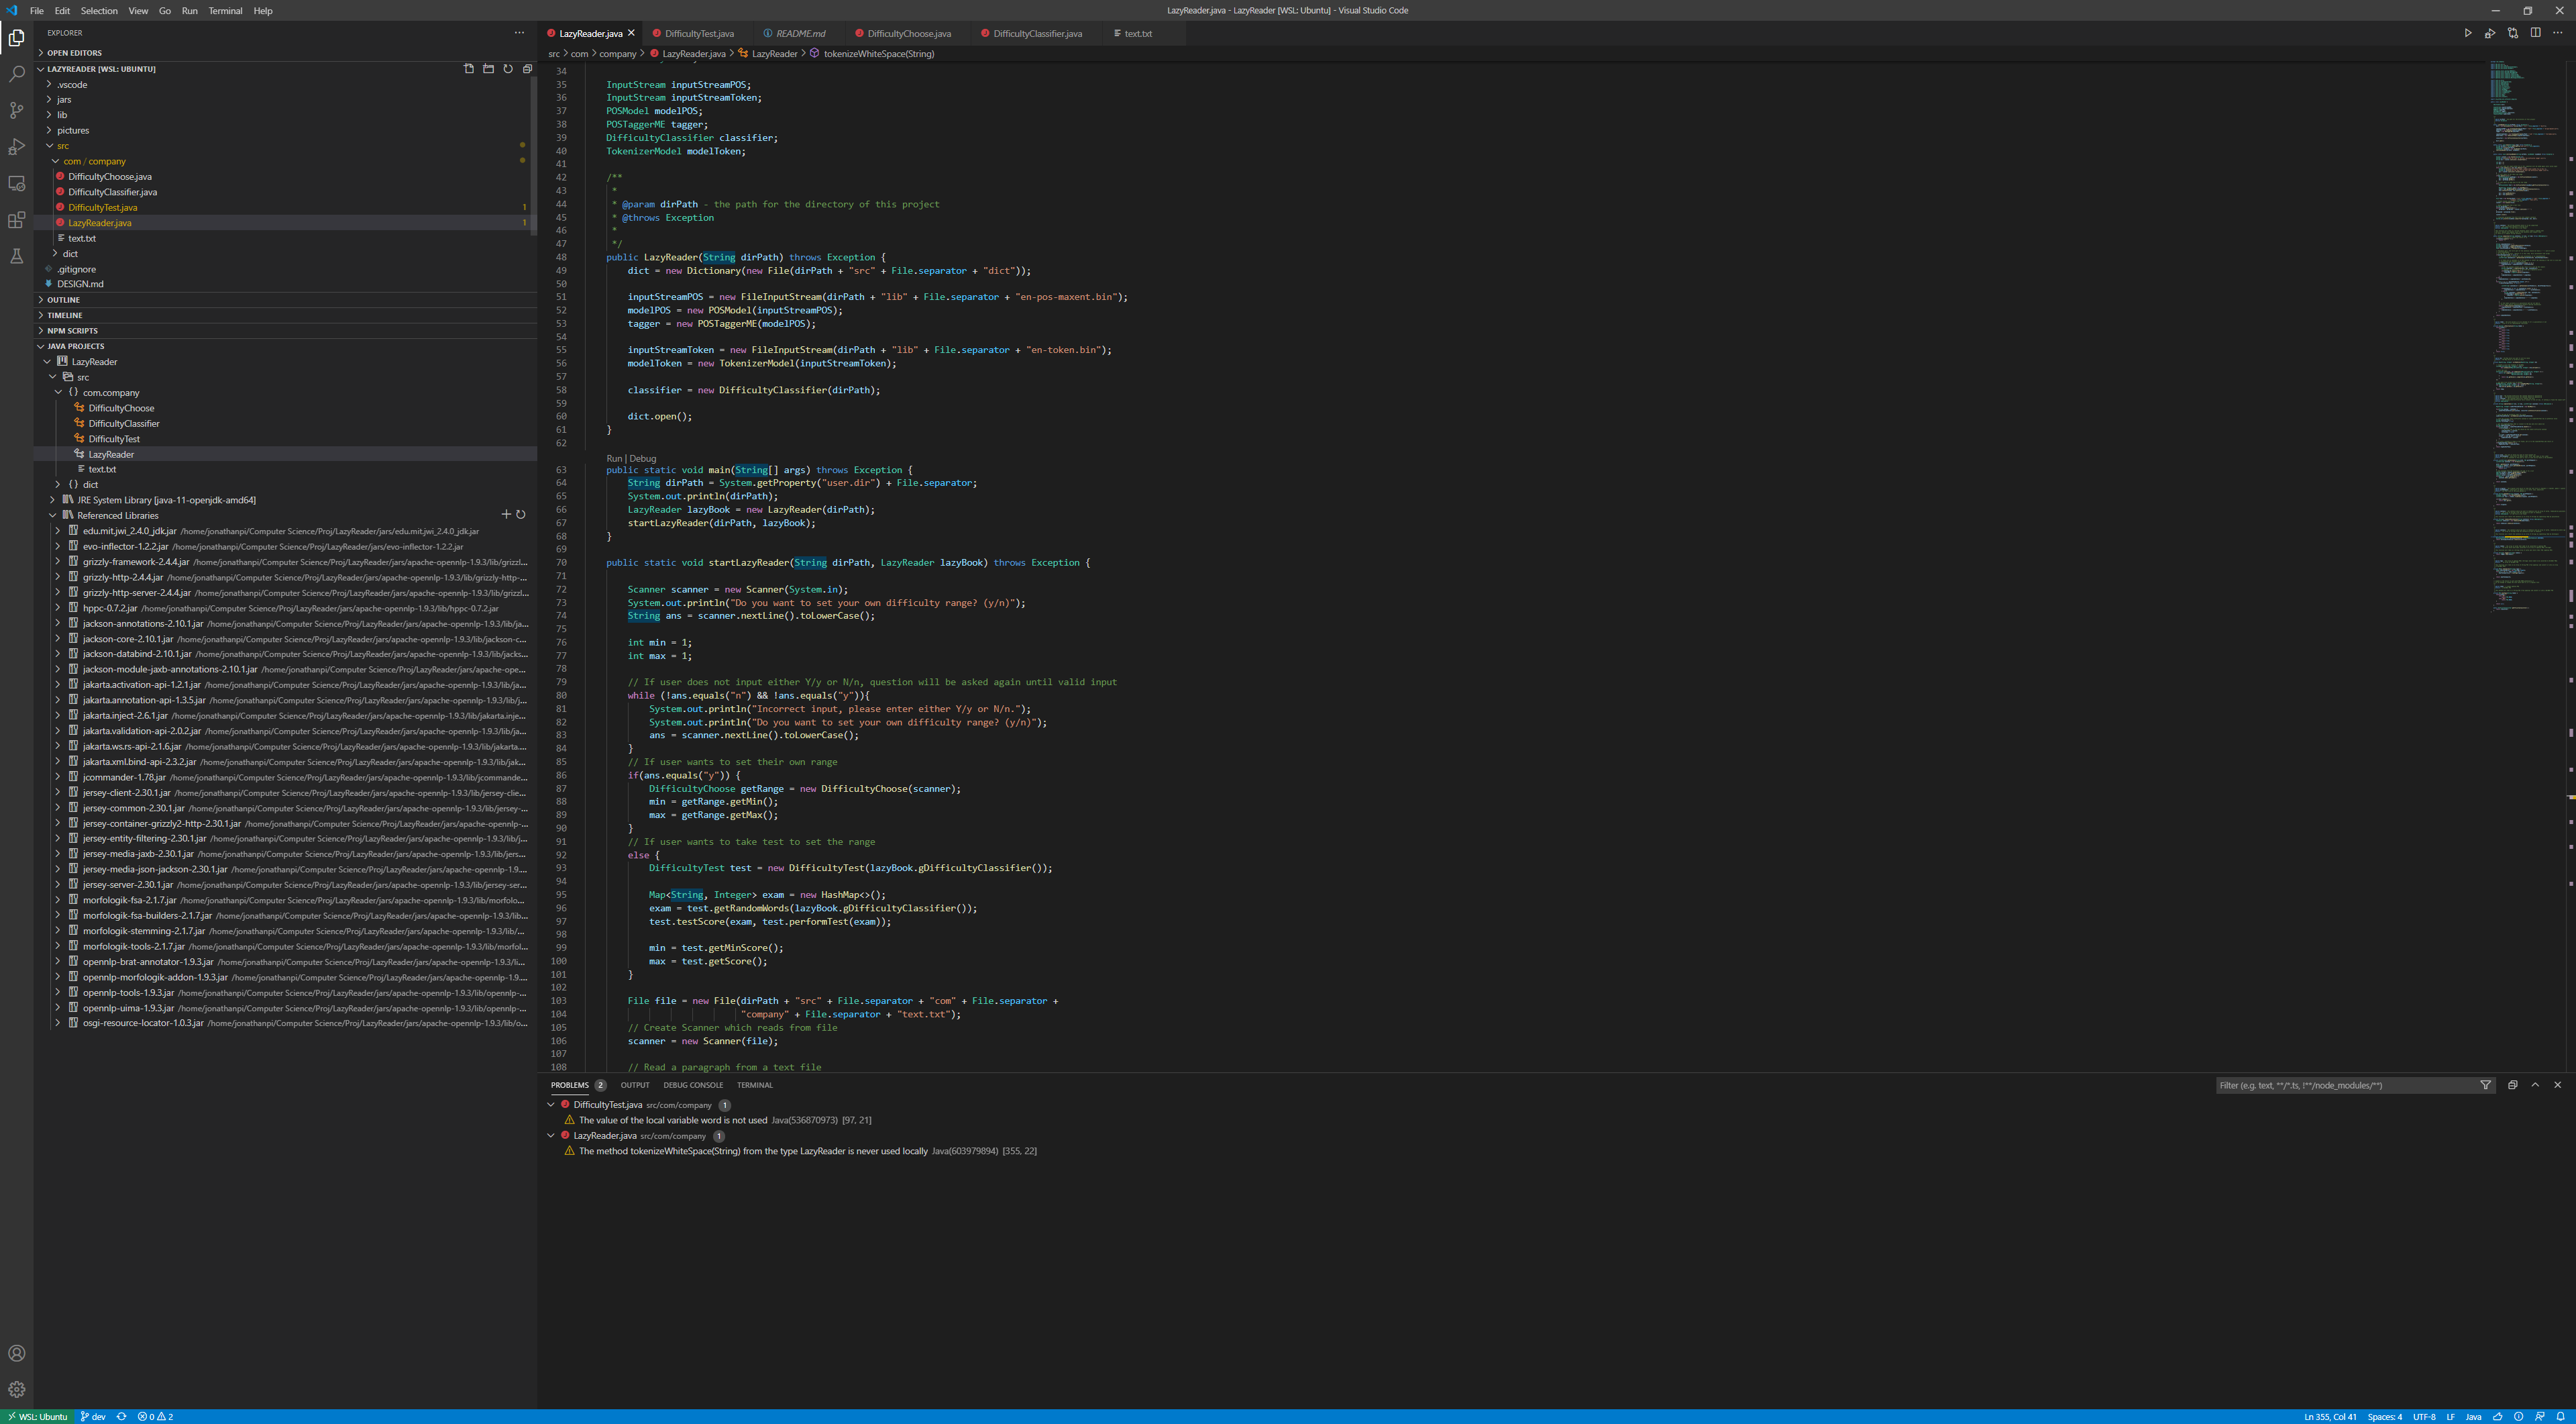 File Edit Selection View Go Run Terminal Help
LazyReader.java - LazyReader [WSL: Ubuntu] - Visual Studio Code
EXPLORER
OPEN EDITORS
LAZYREADER [WSL: UBUNTU]
.vscode
jars
lib
pictures
src
com / company
DifficultyChoose.java
DifficultyClassifier.java
DifficultyTest.java 1
LazyReader.java 1
text.txt
dict
.gitignore
DESIGN.md
OUTLINE
TIMELINE
NPM SCRIPTS
JAVA PROJECTS
LazyReader
src
{} com.company
DifficultyChoose
DifficultyClassifier
DifficultyTest
LazyReader
text.txt
{} dict
JRE System Library [java-11-openjdk-amd64]
Referenced Libraries
edu.mit.jwi_2.4.0_jdk.jar /home/jonathanpi/Computer Science/Proj/LazyReader/jars/edu.mit.jwi_2.4.0_jdk.jar
evo-inflector-1.2.2.jar /home/jonathanpi/Computer Science/Proj/LazyReader/jars/evo-inflector-1.2.2.jar
grizzly-framework-2.4.4.jar /home/jonathanpi/Computer Science/Proj/LazyReader/jars/apache-opennlp-1.9.3/lib/grizzl...
grizzly-http-2.4.4.jar /home/jonathanpi/Computer Science/Proj/LazyReader/jars/apache-opennlp-1.9.3/lib/grizzly-http-...
grizzly-http-server-2.4.4.jar /home/jonathanpi/Computer Science/Proj/LazyReader/jars/apache-opennlp-1.9.3/lib/grizzl...
hppc-0.7.2.jar /home/jonathanpi/Computer Science/Proj/LazyReader/jars/apache-opennlp-1.9.3/lib/hppc-0.7.2.jar
jackson-annotations-2.10.1.jar /home/jonathanpi/Computer Science/Proj/LazyReader/jars/apache-opennlp-1.9.3/lib/ja...
jackson-core-2.10.1.jar /home/jonathanpi/Computer Science/Proj/LazyReader/jars/apache-opennlp-1.9.3/lib/jackson-c...
jackson-databind-2.10.1.jar /home/jonathanpi/Computer Science/Proj/LazyReader/jars/apache-opennlp-1.9.3/lib/jacks...
jackson-module-jaxb-annotations-2.10.1.jar /home/jonathanpi/Computer Science/Proj/LazyReader/jars/apache-ope...
jakarta.activation-api-1.2.1.jar /home/jonathanpi/Computer Science/Proj/LazyReader/jars/apache-opennlp-1.9.3/lib/ja...
jakarta.annotation-api-1.3.5.jar /home/jonathanpi/Computer Science/Proj/LazyReader/jars/apache-opennlp-1.9.3/lib/j...
jakarta.inject-2.6.1.jar /home/jonathanpi/Computer Science/Proj/LazyReader/jars/apache-opennlp-1.9.3/lib/jakarta.inje...
jakarta.validation-api-2.0.2.jar /home/jonathanpi/Computer Science/Proj/LazyReader/jars/apache-opennlp-1.9.3/lib/ja...
jakarta.ws.rs-api-2.1.6.jar /home/jonathanpi/Computer Science/Proj/LazyReader/jars/apache-opennlp-1.9.3/lib/jakarta....
jakarta.xml.bind-api-2.3.2.jar /home/jonathanpi/Computer Science/Proj/LazyReader/jars/apache-opennlp-1.9.3/lib/jak...
jcommander-1.78.jar /home/jonathanpi/Computer Science/Proj/LazyReader/jars/apache-opennlp-1.9.3/lib/jcommande...
jersey-client-2.30.1.jar /home/jonathanpi/Computer Science/Proj/LazyReader/jars/apache-opennlp-1.9.3/lib/jersey-clie...
jersey-common-2.30.1.jar /home/jonathanpi/Computer Science/Proj/LazyReader/jars/apache-opennlp-1.9.3/lib/jersey-...
jersey-container-grizzly2-http-2.30.1.jar /home/jonathanpi/Computer Science/Proj/LazyReader/jars/apache-opennlp-...
jersey-entity-filtering-2.30.1.jar /home/jonathanpi/Computer Science/Proj/LazyReader/jars/apache-opennlp-1.9.3/lib/j...
jersey-media-jaxb-2.30.1.jar /home/jonathanpi/Computer Science/Proj/LazyReader/jars/apache-opennlp-1.9.3/lib/jers...
jersey-media-json-jackson-2.30.1.jar /home/jonathanpi/Computer Science/Proj/LazyReader/jars/apache-opennlp-1.9....
jersey-server-2.30.1.jar /home/jonathanpi/Computer Science/Proj/LazyReader/jars/apache-opennlp-1.9.3/lib/jersey-ser...
morfologik-fsa-2.1.7.jar /home/jonathanpi/Computer Science/Proj/LazyReader/jars/apache-opennlp-1.9.3/lib/morfolo...
morfologik-fsa-builders-2.1.7.jar /home/jonathanpi/Computer Science/Proj/LazyReader/jars/apache-opennlp-1.9.3/lib...
morfologik-stemming-2.1.7.jar /home/jonathanpi/Computer Science/Proj/LazyReader/jars/apache-opennlp-1.9.3/lib/...
morfologik-tools-2.1.7.jar /home/jonathanpi/Computer Science/Proj/LazyReader/jars/apache-opennlp-1.9.3/lib/morfol...
opennlp-brat-annotator-1.9.3.jar /home/jonathanpi/Computer Science/Proj/LazyReader/jars/apache-opennlp-1.9.3/li...
opennlp-morfologik-addon-1.9.3.jar /home/jonathanpi/Computer Science/Proj/LazyReader/jars/apache-opennlp-1.9....
opennlp-tools-1.9.3.jar /home/jonathanpi/Computer Science/Proj/LazyReader/jars/apache-opennlp-1.9.3/lib/opennlp-...
opennlp-uima-1.9.3.jar /home/jonathanpi/Computer Science/Proj/LazyReader/jars/apache-opennlp-1.9.3/lib/opennlp-...
osgi-resource-locator-1.0.3.jar /home/jonathanpi/Computer Science/Proj/LazyReader/jars/apache-opennlp-1.9.3/lib/o...
LazyReader.java DifficultyTest.java README.md DifficultyChoose.java DifficultyClassifier.java text.txt
src > com > company > LazyReader.java > LazyReader > tokenizeWhiteSpace(String)
34
35 InputStream inputStreamPOS;
36 InputStream inputStreamToken;
37 POSModel modelPOS;
38 POSTaggerME tagger;
39 DifficultyClassifier classifier;
40 TokenizerModel modelToken;
41
42 /**
43 *
44 * @param dirPath - the path for the directory of this project
45 * @throws Exception
46 *
47 */
48 public LazyReader(String dirPath) throws Exception {
49 dict = new Dictionary(new File(dirPath + "src" + File.separator + "dict"));
50
51 inputStreamPOS = new FileInputStream(dirPath + "lib" + File.separator + "en-pos-maxent.bin");
52 modelPOS = new POSModel(inputStreamPOS);
53 tagger = new POSTaggerME(modelPOS);
54
55 inputStreamToken = new FileInputStream(dirPath + "lib" + File.separator + "en-token.bin");
56 modelToken = new TokenizerModel(inputStreamToken);
57
58 classifier = new DifficultyClassifier(dirPath);
59
60 dict.open();
61 }
62
Run | Debug
63 public static void main(String[] args) throws Exception {
64 String dirPath = System.getProperty("user.dir") + File.separator;
65 System.out.println(dirPath);
66 LazyReader lazyBook = new LazyReader(dirPath);
67 startLazyReader(dirPath, lazyBook);
68 }
69
70 public static void startLazyReader(String dirPath, LazyReader lazyBook) throws Exception {
71
72 Scanner scanner = new Scanner(System.in);
73 System.out.println("Do you want to set your own difficulty range? (y/n)");
74 String ans = scanner.nextLine().toLowerCase();
75
76 int min = 1;
77 int max = 1;
78
79 // If user does not input either Y/y or N/n, question will be asked again until valid input
80 while (!ans.equals("n") && !ans.equals("y")){
81 System.out.println("Incorrect input, please enter either Y/y or N/n.");
82 System.out.println("Do you want to set your own difficulty range? (y/n)");
83 ans = scanner.nextLine().toLowerCase();
84 }
85 // If user wants to set their own range
86 if(ans.equals("y")) {
87 DifficultyChoose getRange = new DifficultyChoose(scanner);
88 min = getRange.getMin();
89 max = getRange.getMax();
90 }
91 // If user wants to take test to set the range
92 else {
93 DifficultyTest test = new DifficultyTest(lazyBook.gDifficultyClassifier());
94
95 Map<String, Integer> exam = new HashMap<>();
96 exam = test.getRandomWords(lazyBook.gDifficultyClassifier());
97 test.testScore(exam, test.performTest(exam));
98
99 min = test.getMinScore();
100 max = test.getScore();
101 }
102
103 File file = new File(dirPath + "src" + File.separator + "com" + File.separator +
104 "company" + File.separator + "text.txt");
105 // Create Scanner which reads from file
106 scanner = new Scanner(file);
107
108 // Read a paragraph from a text file
PROBLEMS 2 OUTPUT DEBUG CONSOLE TERMINAL
Filter (e.g. text, **/*.ts, !**/node_modules/**)
DifficultyTest.java src/com/company 1
The value of the local variable word is not used Java(536870973) [97, 21]
LazyReader.java src/com/company 1
The method tokenizeWhiteSpace(String) from the type LazyReader is never used locally Java(603979894) [355, 22]
WSL: Ubuntu dev 0 2
Ln 355, Col 41 Spaces: 4 UTF-8 LF Java